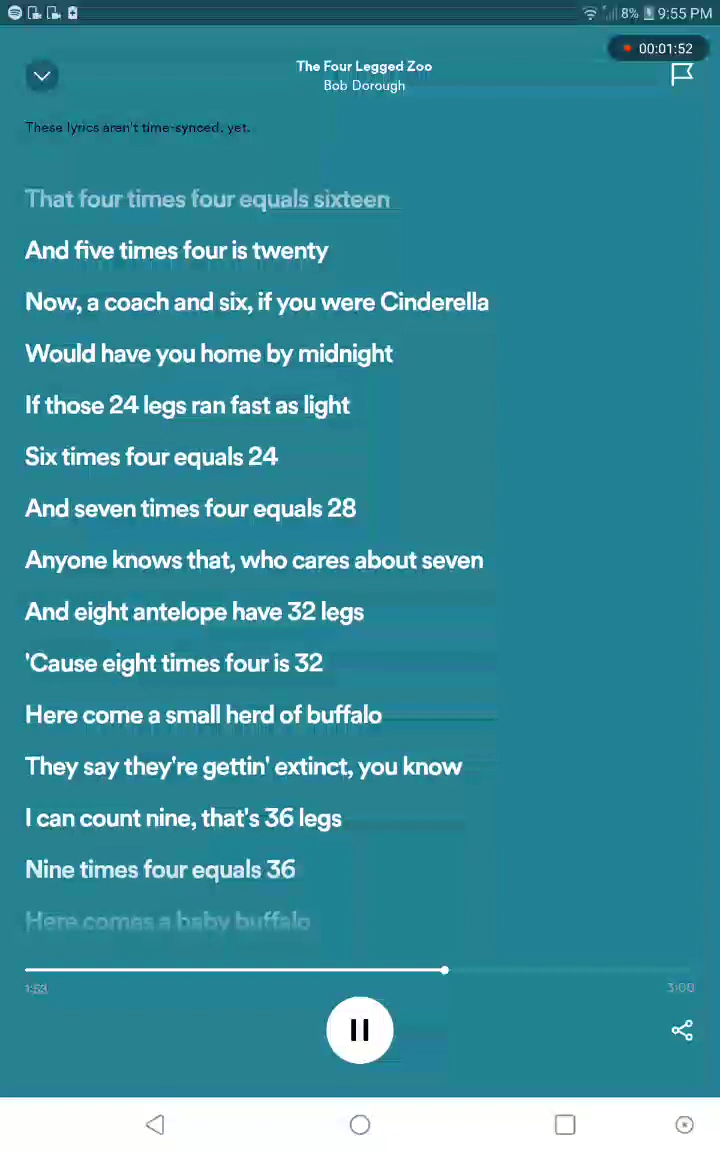 8% 9:55 PM
00:01:52
The Four Legged Zoo
Bob Dorough
These lyrics aren't time-synced, yet.
That four times four equals sixteen
And five times four is twenty
Now, a coach and six, if you were Cinderella
Would have you home by midnight
If those 24 legs ran fast as light
Six times four equals 24
And seven times four equals 28
Anyone knows that, who cares about seven
And eight antelope have 32 legs
'Cause eight times four is 32
Here come a small herd of buffalo
They say they're gettin' extinct, you know
I can count nine, that's 36 legs
Nine times four equals 36
Here comes a baby buffalo
1:53 3:00